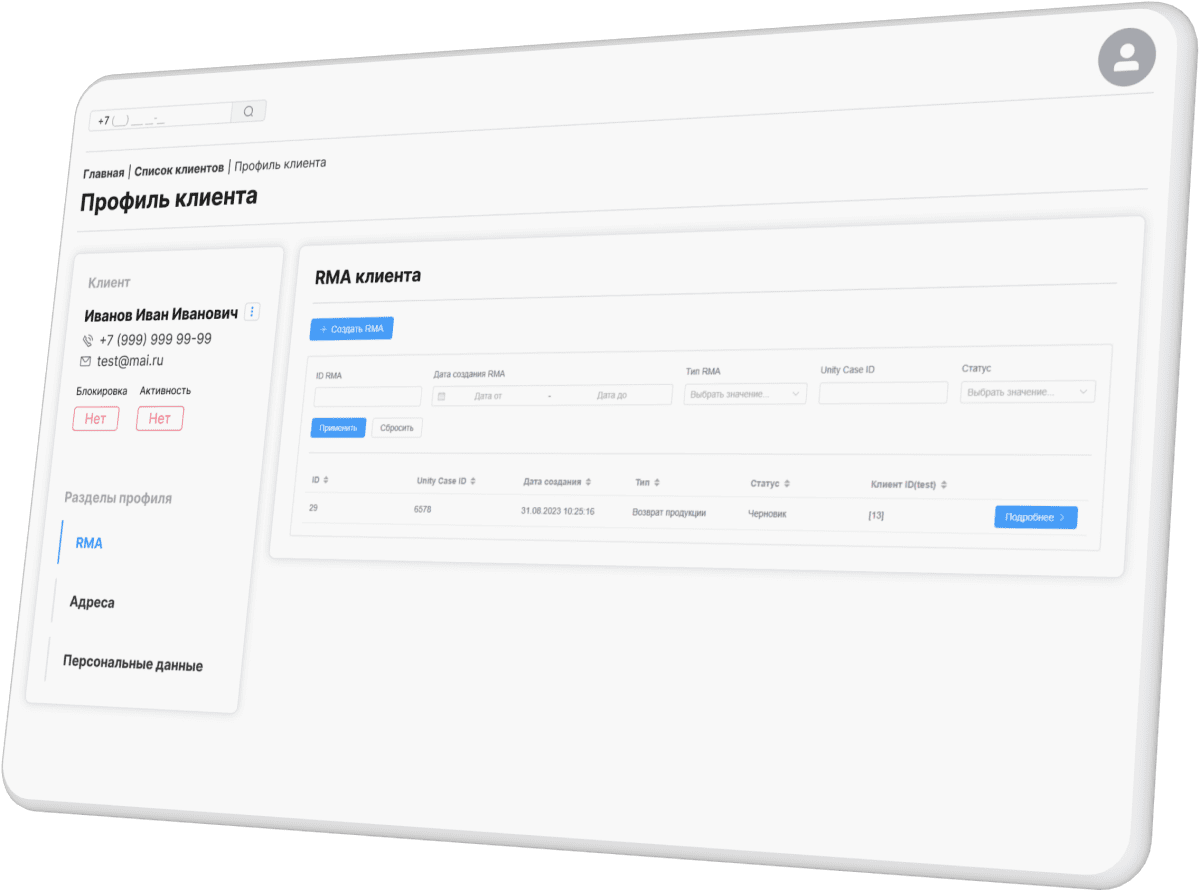 +7 (__) __ __-__
Главная | Список клиентов | Профиль клиента
Профиль клиента
Клиент
Иванов Иван Иванович
+7 (999) 999 99-99
test@mai.ru
Блокировка Активность
Нет Нет
Разделы профиля
RMA
Адреса
Персональные данные
RMA клиента
+ Создать RMA
ID RMA Дата создания RMA Тип RMA Unity Case ID Статус
Дата от - Дата до Выбрать значение... Выбрать значение...
Применить Сбросить
ID Unity Case ID Дата создания Тип Статус Клиент ID(test)
29 6578 31.08.2023 10:25:16 Возврат продукции Черновик [13] Подробнее